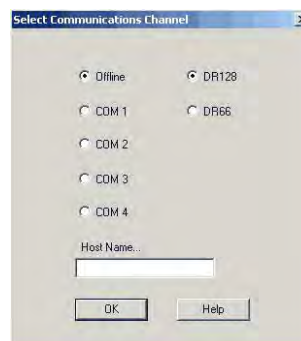 Select Communications Channel
Offline DR128
COM 1 DR66
COM 2
COM 3
COM 4
Host Name...
OK Help